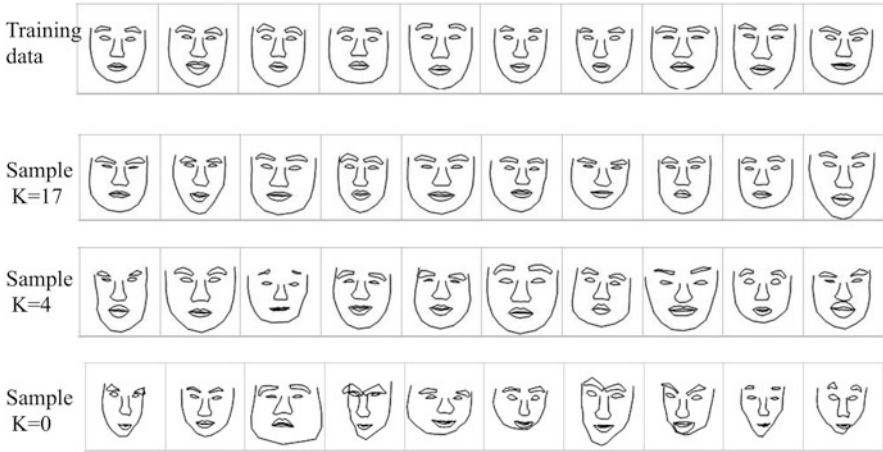 Training
data
Sample
K=17
Sample
K=4
Sample
K=0